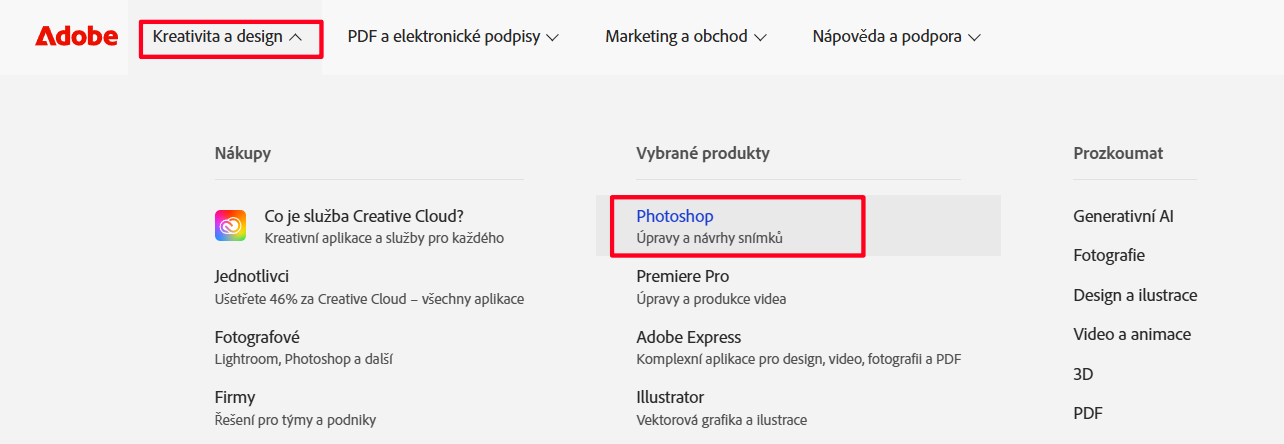 Adobe
Kreativita a design
PDF a elektronické podpisy
Marketing a obchod
Nápověda a podpora
Nákupy
Co je služba Creative Cloud?
Kreativní aplikace a služby pro každého
Jednotlivci
Ušetřete 46% za Creative Cloud – všechny aplikace
Fotografové
Lightroom, Photoshop a další
Firmy
Řešení pro týmy a podniky
Vybrané produkty
Photoshop
Úpravy a návrhy snímků
Premiere Pro
Úpravy a produkce videa
Adobe Express
Komplexní aplikace pro design, video, fotografii a PDF
Illustrator
Vektorová grafika a ilustrace
Prozkoumat
Generativní AI
Fotografie
Design a ilustrace
Video a animace
3D
PDF